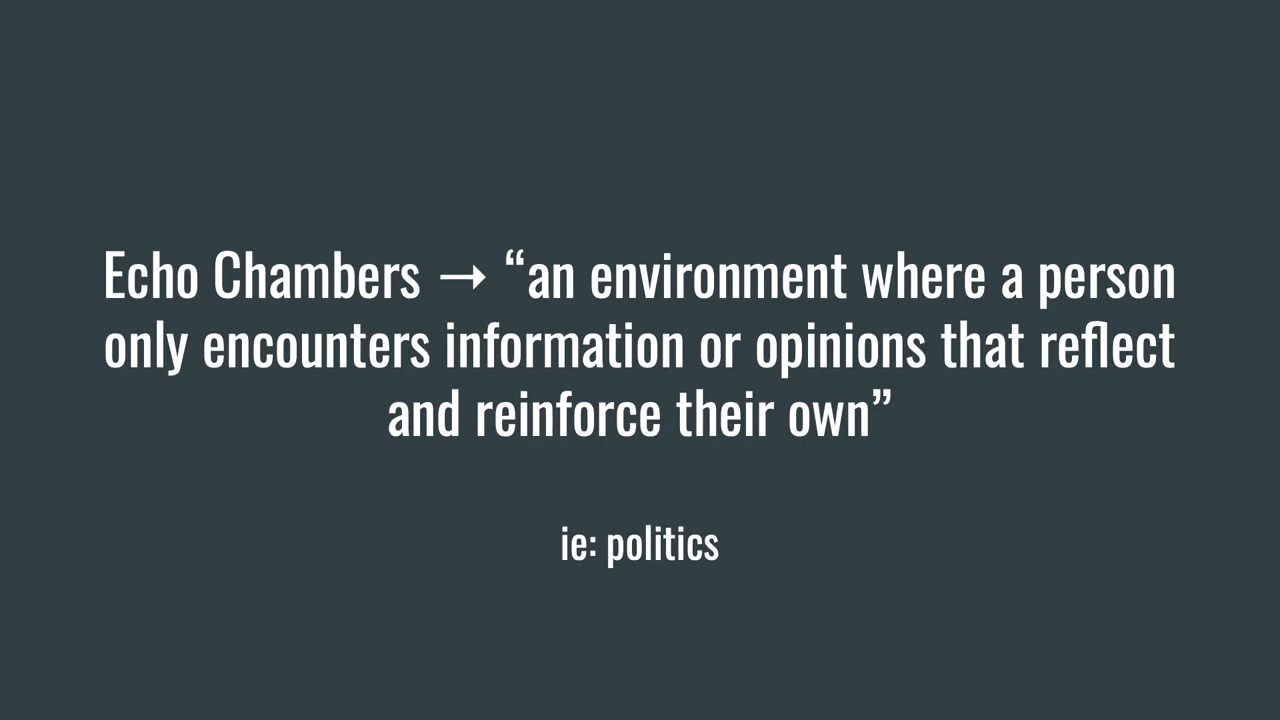 Echo Chambers → “an environment where a person
only encounters information or opinions that reflect
and reinforce their own”
ie: politics